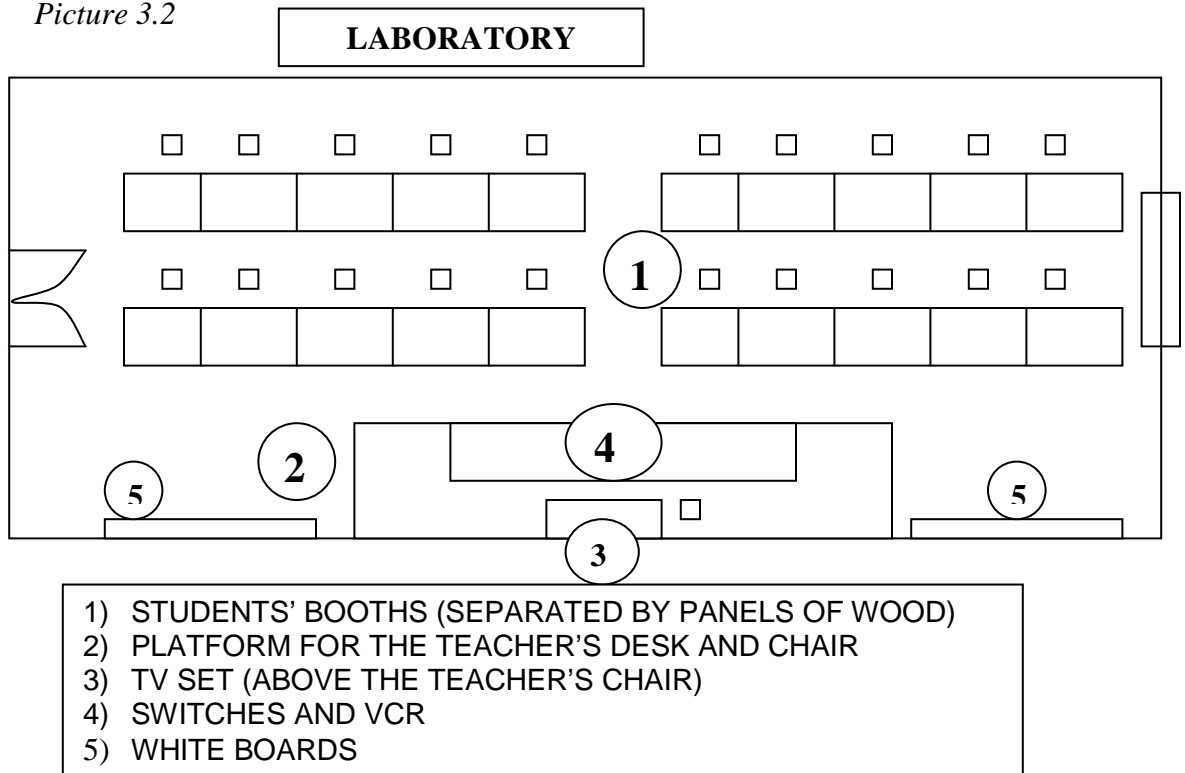 Picture 3.2
LABORATORY
1
2
4
5
5
3
1) STUDENTS' BOOTHS (SEPARATED BY PANELS OF WOOD)
2) PLATFORM FOR THE TEACHER'S DESK AND CHAIR
3) TV SET (ABOVE THE TEACHER'S CHAIR)
4) SWITCHES AND VCR
5) WHITE BOARDS